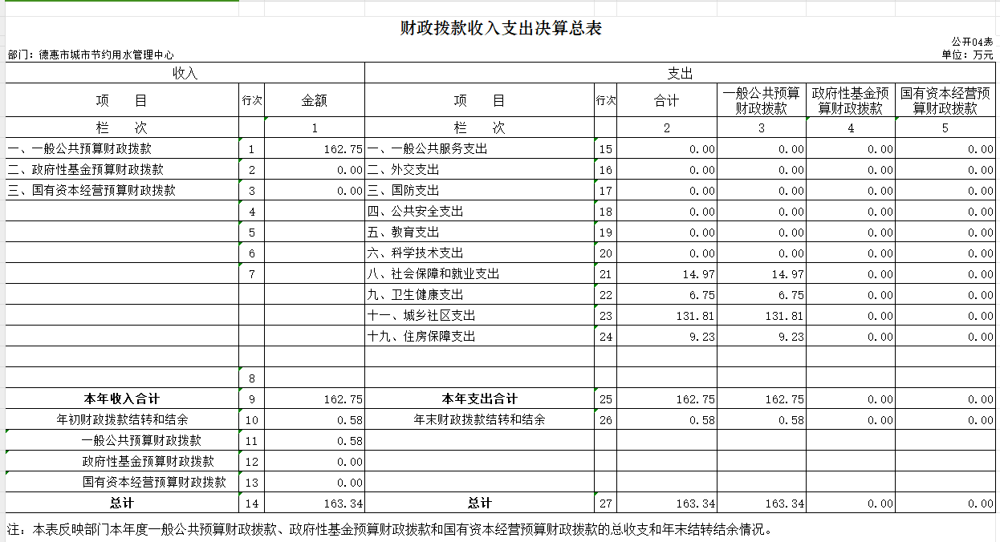 财政拨款收入支出决算总表
公开04表
部门：德惠市城市节约用水管理中心 单位：万元
收入 支出
项 目 行次 金额 项 目 行次 合计 一般公共预算财政拨款 政府性基金预算财政拨款 国有资本经营预算财政拨款
栏 次 1 栏 次 2 3 4 5
一、一般公共预算财政拨款 1 162.75 一、一般公共服务支出 15 0.00 0.00 0.00 0.00
二、政府性基金预算财政拨款 2 0.00 二、外交支出 16 0.00 0.00 0.00 0.00
三、国有资本经营预算财政拨款 3 0.00 三、国防支出 17 0.00 0.00 0.00 0.00
4 四、公共安全支出 18 0.00 0.00 0.00 0.00
5 五、教育支出 19 0.00 0.00 0.00 0.00
6 六、科学技术支出 20 0.00 0.00 0.00 0.00
7 八、社会保障和就业支出 21 14.97 14.97 0.00 0.00
九、卫生健康支出 22 6.75 6.75 0.00 0.00
十一、城乡社区支出 23 131.81 131.81 0.00 0.00
十九、住房保障支出 24 9.23 9.23 0.00 0.00
8
本年收入合计 9 162.75 本年支出合计 25 162.75 162.75 0.00 0.00
年初财政拨款结转和结余 10 0.58 年末财政拨款结转和结余 26 0.58 0.58 0.00 0.00
一般公共预算财政拨款 11 0.58
政府性基金预算财政拨款 12 0.00
国有资本经营预算财政拨款 13 0.00
总计 14 163.34 总计 27 163.34 163.34 0.00 0.00
注：本表反映部门本年度一般公共预算财政拨款、政府性基金预算财政拨款和国有资本经营预算财政拨款的总收支和年末结转结余情况。